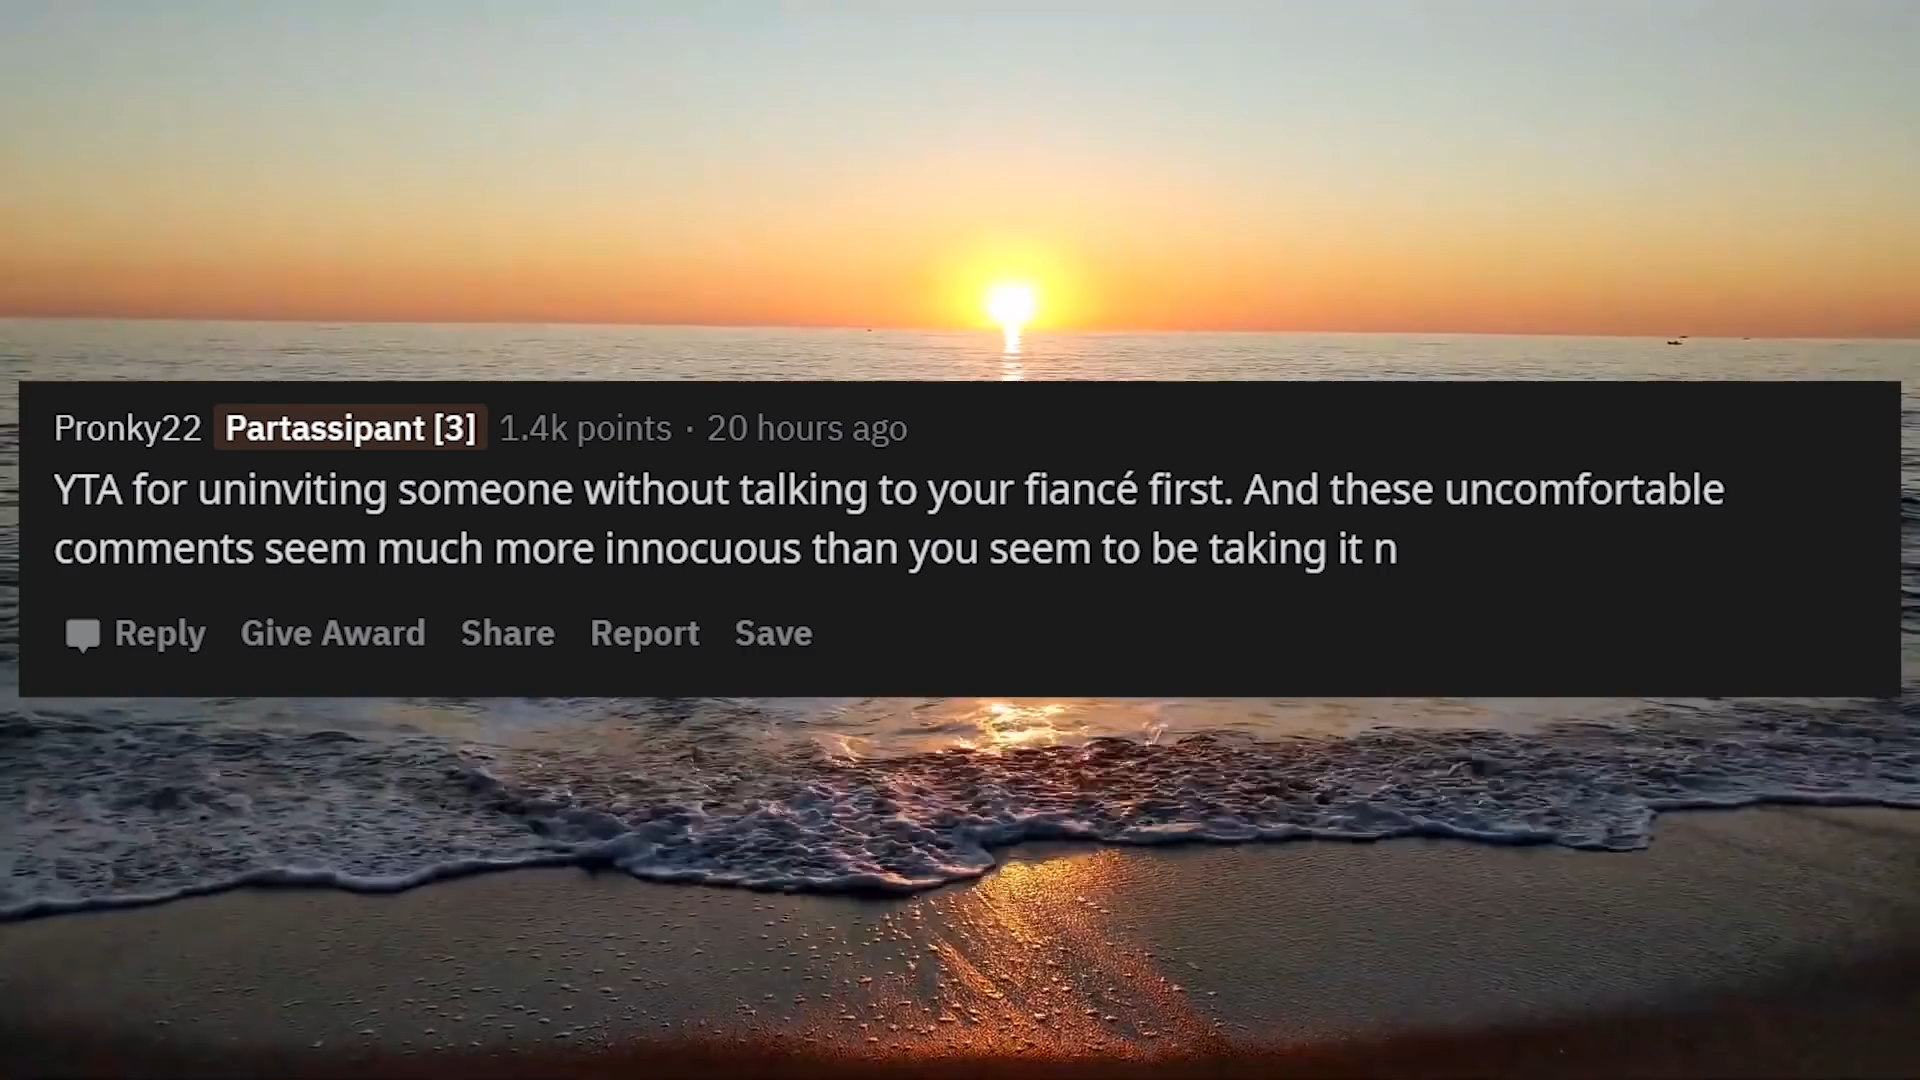 Pronky22 Partassipant [3] 1.4k points · 20 hours ago
YTA for uninviting someone without talking to your fiancé first. And these uncomfortable
comments seem much more innocuous than you seem to be taking it n
Reply Give Award Share Report Save